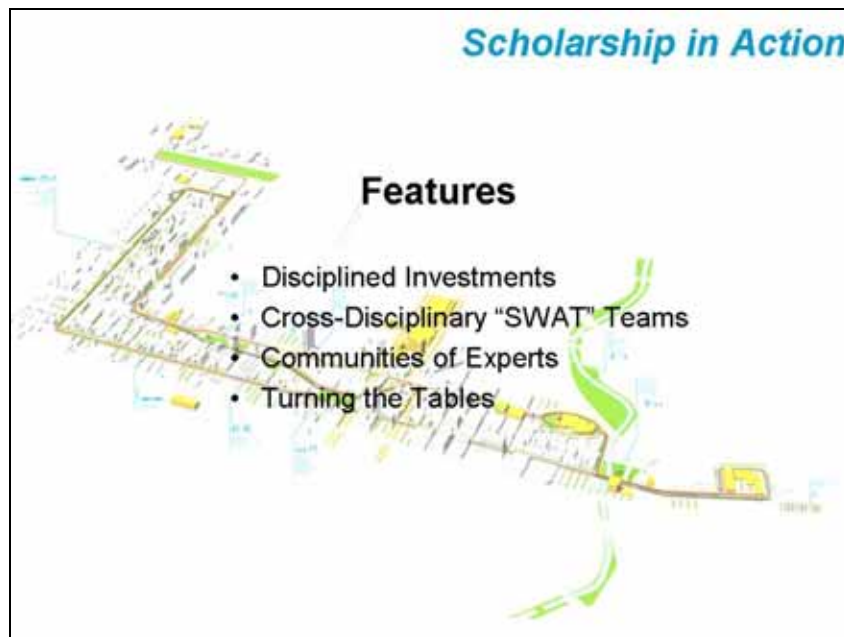 Scholarship in Action
Features
• Disciplined Investments
• Cross-Disciplinary “SWAT” Teams
• Communities of Experts
• Turning the Tables